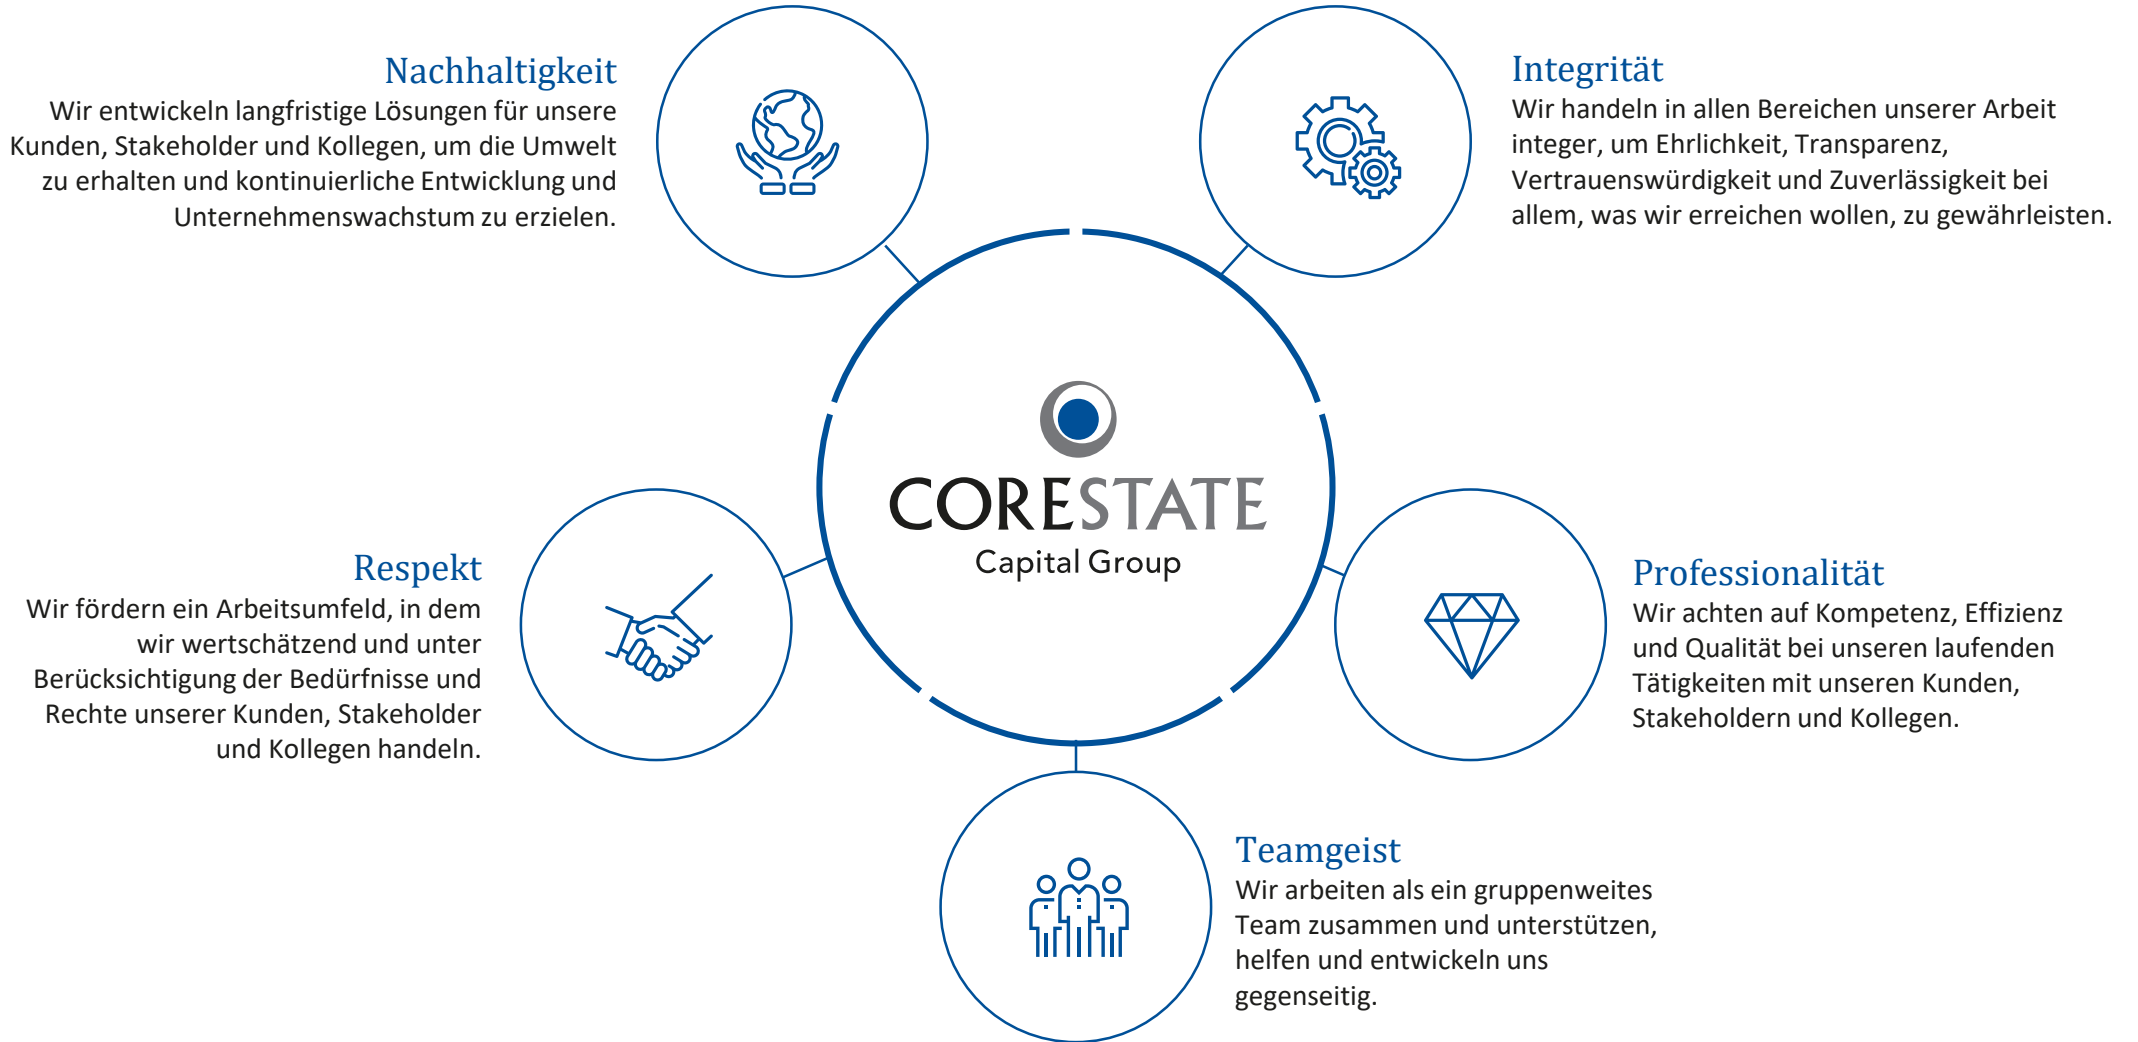 Nachhaltigkeit
Wir entwickeln langfristige Lösungen für unsere
Kunden, Stakeholder und Kollegen, um die Umwelt
zu erhalten und kontinuierliche Entwicklung und
Unternehmenswachstum zu erzielen.
Integrität
Wir handeln in allen Bereichen unserer Arbeit
integer, um Ehrlichkeit, Transparenz,
Vertrauenswürdigkeit und Zuverlässigkeit bei
allem, was wir erreichen wollen, zu gewährleisten.
CORESTATE
Capital Group
Respekt
Wir fördern ein Arbeitsumfeld, in dem
wir wertschätzend und unter
Berücksichtigung der Bedürfnisse und
Rechte unserer Kunden, Stakeholder
und Kollegen handeln.
Professionalität
Wir achten auf Kompetenz, Effizienz
und Qualität bei unseren laufenden
Tätigkeiten mit unseren Kunden,
Stakeholdern und Kollegen.
Teamgeist
Wir arbeiten als ein gruppenweites
Team zusammen und unterstützen,
helfen und entwickeln uns
gegenseitig.